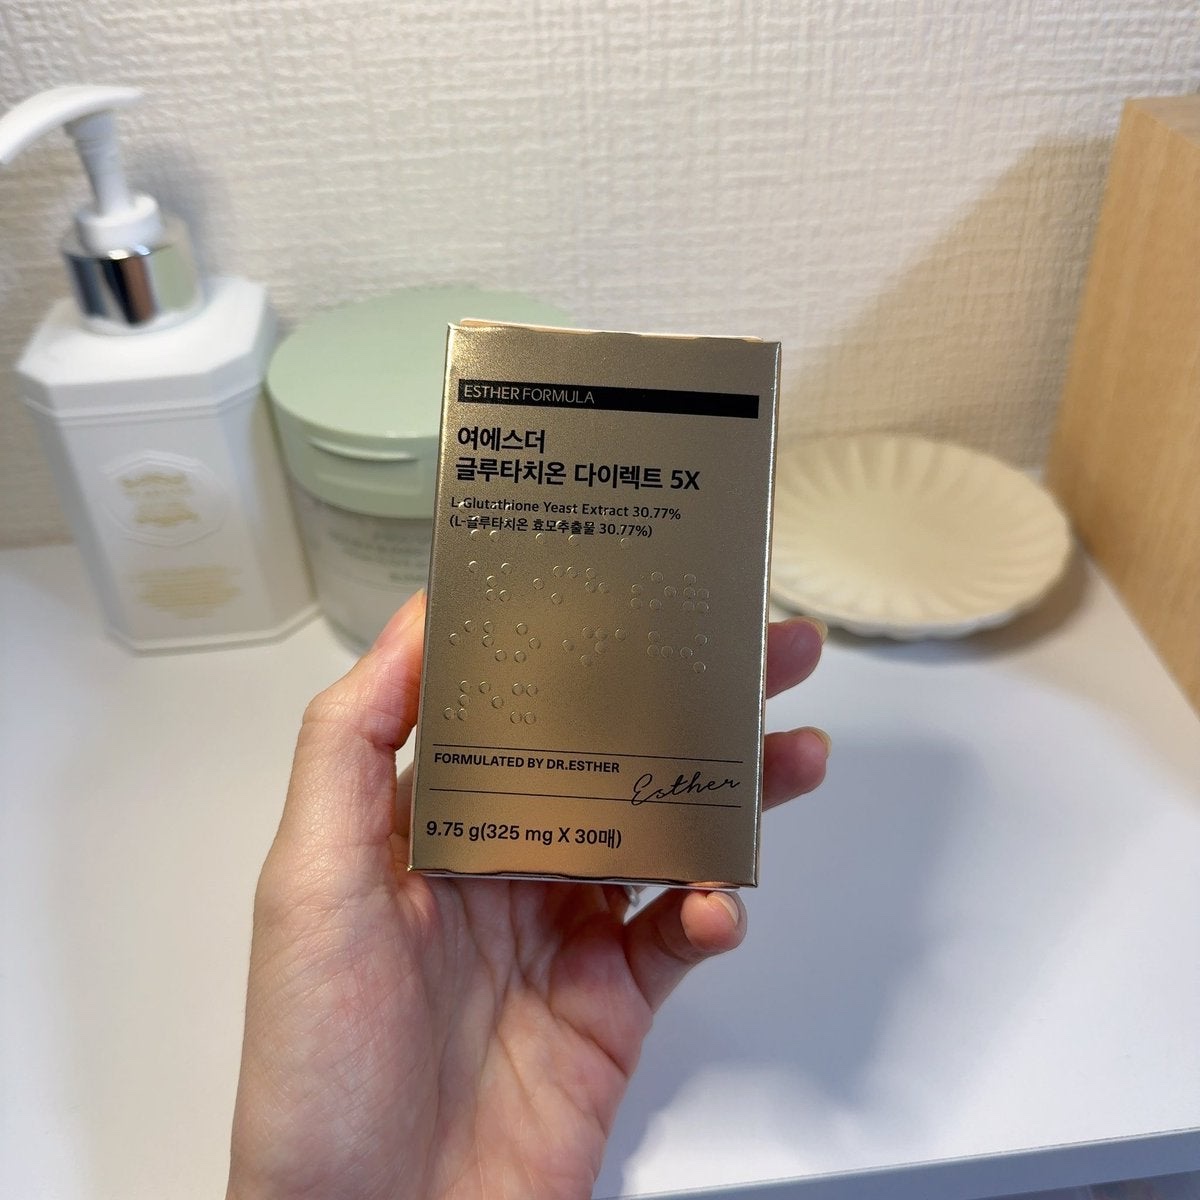 ESTHER FORMULA
여에스더
글루타치온 다이렉트 5X
L-Glutathione Yeast Extract 30.77%
(L-글루타치온 효모추출물 30.77%)
FORMULATED BY DR.ESTHER
Esther
9.75 g(325 mg X 30매)